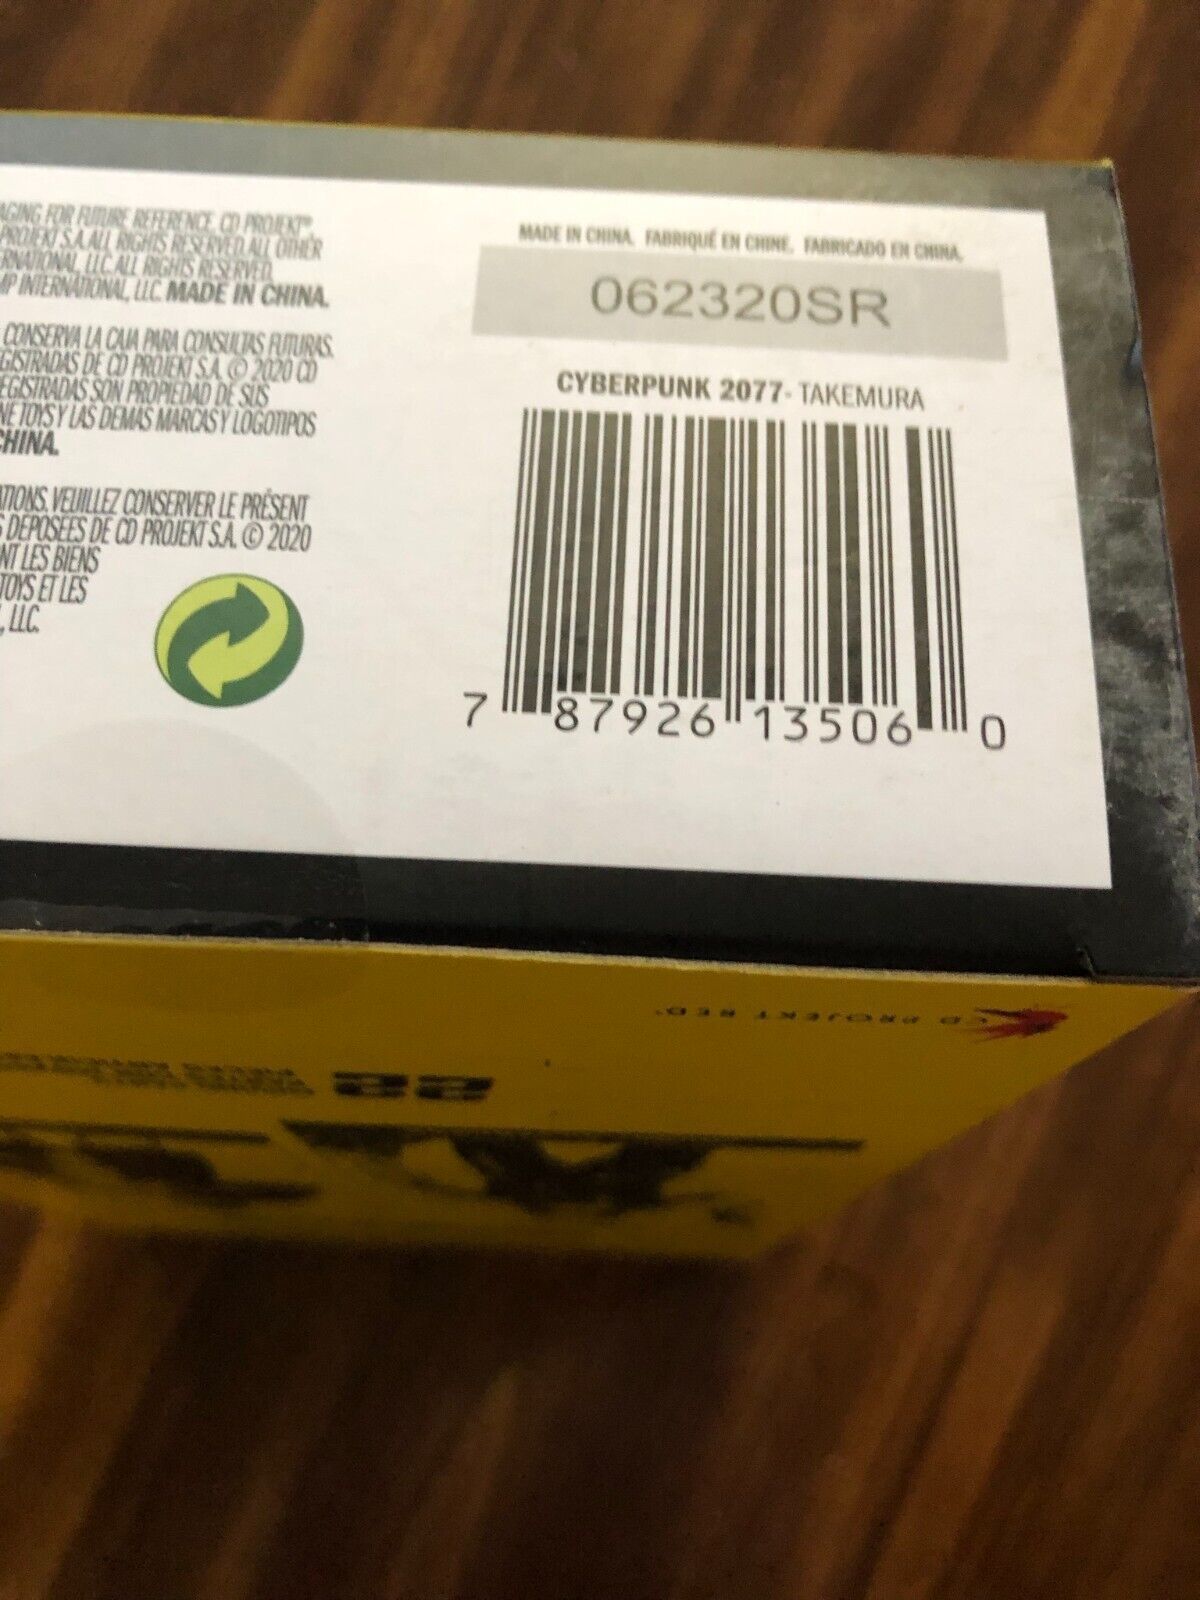 AGING FOR FUTURE REFERENCE. CD PROJEKT®
PROJEKT S.A. ALL RIGHTS RESERVED. ALL OTHER
ERNATIONAL, LLC. ALL RIGHTS RESERVED.
MP INTERNATIONAL, LLC. MADE IN CHINA.
CONSERVA LA CAJA PARA CONSULTAS FUTURAS.
GISTRADAS DE CD PROJEKT S.A. © 2020 CD
EGISTRADAS SON PROPIEDAD DE SUS
NE TOYS Y LAS DEMAS MARCAS Y LOGOTIPOS
CHINA.
ATIONS. VEUILLEZ CONSERVER LE PRÉSENT
S DEPOSEES DE CD PROJEKT S.A. © 2020
NT LES BIENS
TOYS ET LES
, LLC.
MADE IN CHINA. FABRIQUÉ EN CHINE. FABRICADO EN CHINA.
062320SR
CYBERPUNK 2077- TAKEMURA
7 87926 13506 0
CD PROJEKT RED®